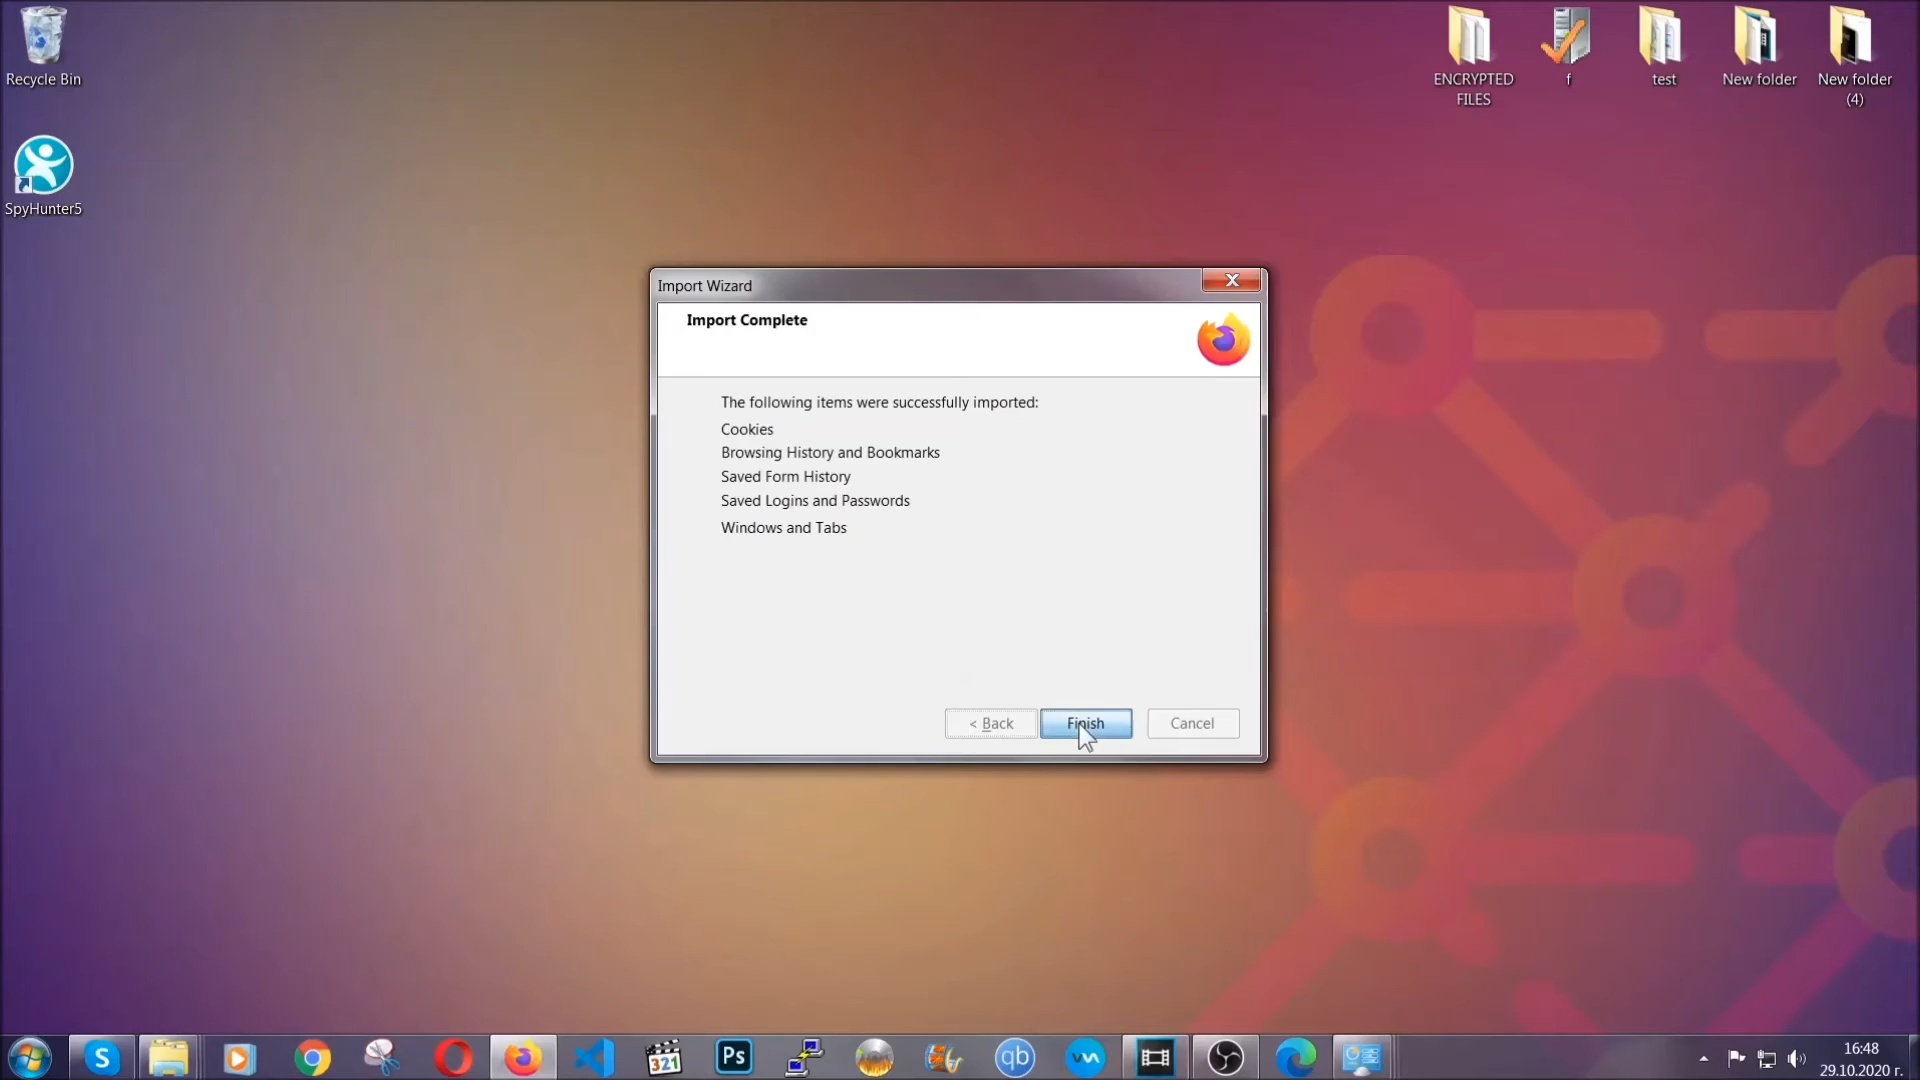 Recycle Bin
SpyHunter5
ENCRYPTED
FILES
f
test
New folder
New folder
(4)
Import Wizard
Import Complete
The following items were successfully imported:
Cookies
Browsing History and Bookmarks
Saved Form History
Saved Logins and Passwords
Windows and Tabs
< Back
Finish
Cancel
S
321
Ps
qb
16:48
29.10.2020 г.